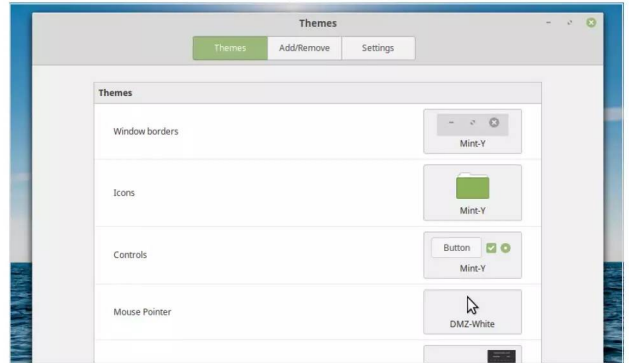 Themes
Themes Add/Remove Settings
Themes
Window borders
Mint-Y
Icons
Mint-Y
Controls
Button
Mint-Y
Mouse Pointer
DMZ-White